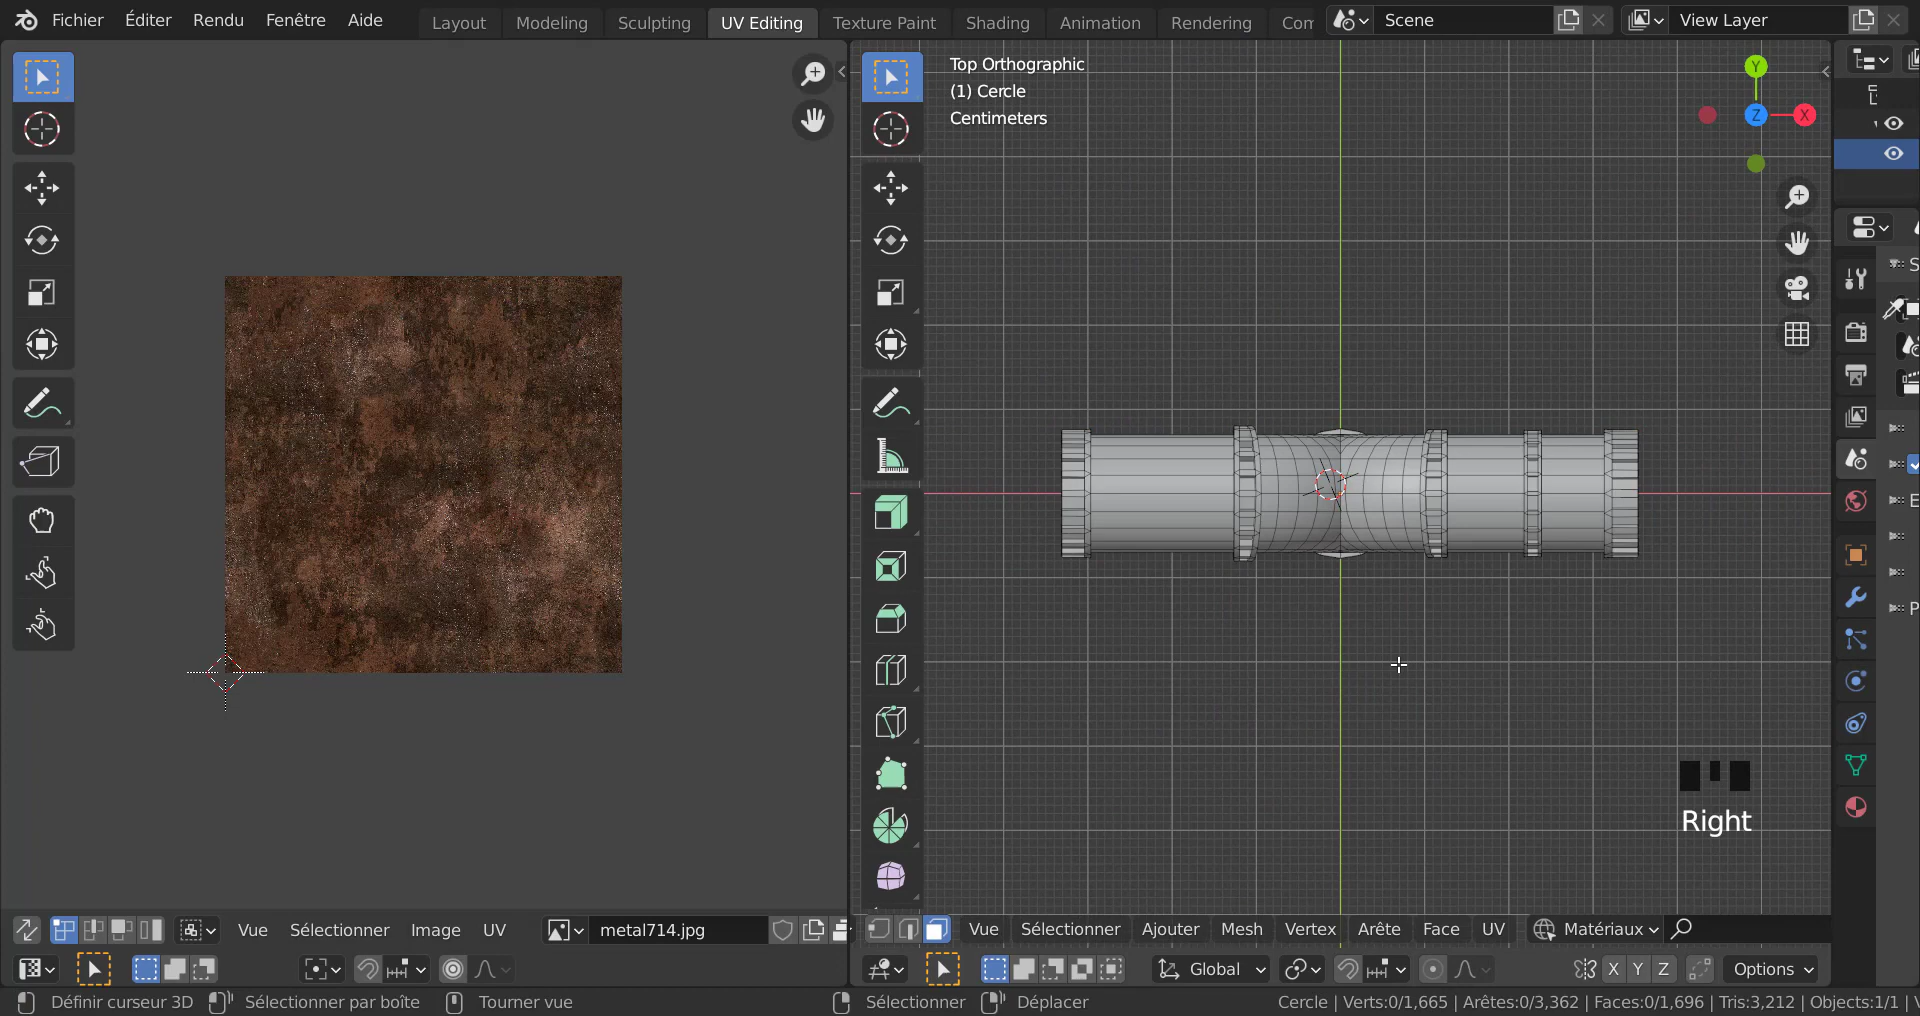 Fichier Éditer Rendu Fenêtre Aide Layout Modeling Sculpting UV Editing Texture Paint Shading Animation Rendering Com Scene View Layer
Top Orthographic
(1) Cercle
Centimeters
Y
Z X
S
E
P
Right
Vue Sélectionner Image UV metal714.jpg
Vue Sélectionner Ajouter Mesh Vertex Arête Face UV Matériaux
Global X Y Z Options
Définir curseur 3D Sélectionner par boîte Tourner vue Sélectionner Déplacer Cercle | Verts:0/1,665 | Arêtes:0/3,362 | Faces:0/1,696 | Tris:3,212 | Objects:1/1 |